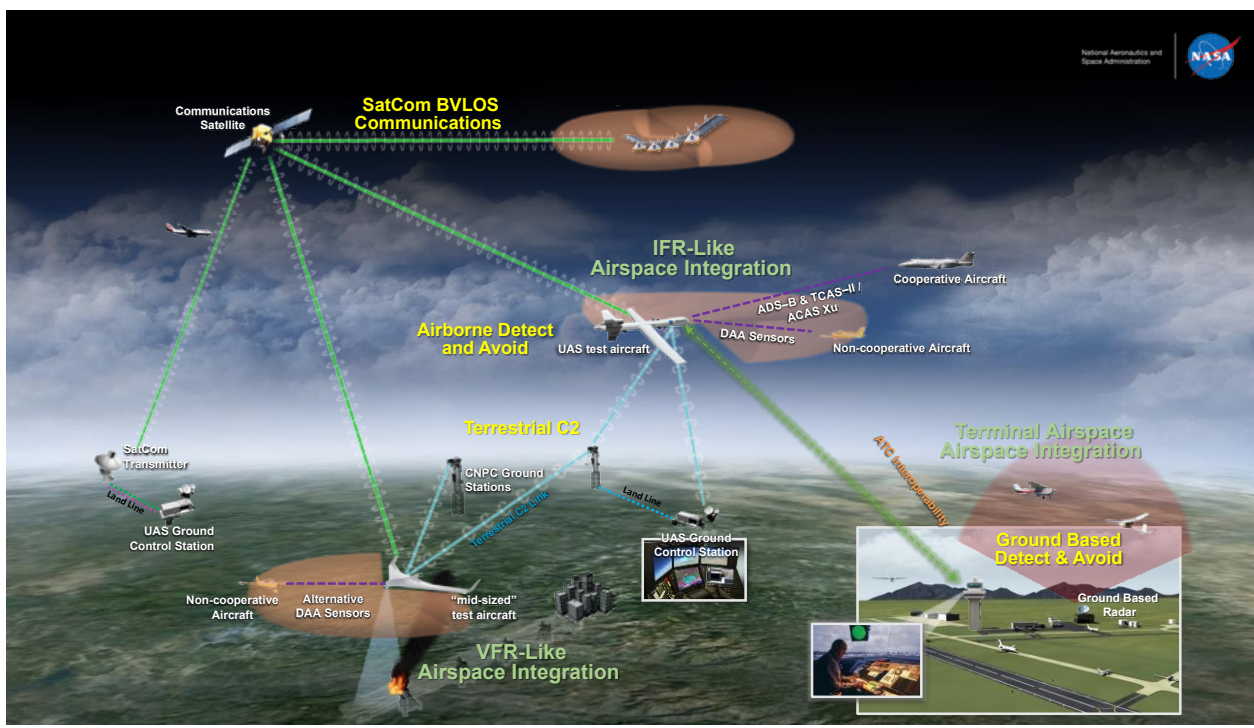 National Aeronautics and
Space Administration
NASA
Communications
Satellite
SatCom BVLOS
Communications
IFR-Like
Airspace Integration
Cooperative Aircraft
ADS–B & TCAS–II /
ACAS Xu
DAA Sensors
Non-cooperative Aircraft
Airborne Detect
and Avoid
UAS test aircraft
Terrestrial C2
Terminal Airspace
Airspace Integration
SatCom
Transmitter
Land Line
UAS Ground
Control Station
CNPC Ground
Stations
Terrestrial C2 Link
Land Line
UAS Ground
Control Station
ATC Interoperability
Ground Based
Detect & Avoid
Ground Based
Radar
Non-cooperative
Aircraft
Alternative
DAA Sensors
“mid-sized”
test aircraft
VFR-Like
Airspace Integration